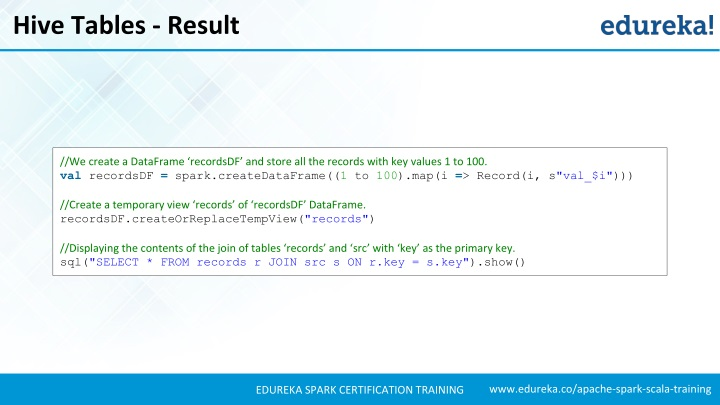 Hive Tables - Result
edureka!
//We create a DataFrame ‘recordsDF’ and store all the records with key values 1 to 100.
val recordsDF = spark.createDataFrame((1 to 100).map(i => Record(i, s"val_$i")))
//Create a temporary view ‘records’ of ‘recordsDF’ DataFrame.
recordsDF.createOrReplaceTempView("records")
//Displaying the contents of the join of tables ‘records’ and ‘src’ with ‘key’ as the primary key.
sql("SELECT * FROM records r JOIN src s ON r.key = s.key").show()
EDUREKA SPARK CERTIFICATION TRAINING
www.edureka.co/apache-spark-scala-training